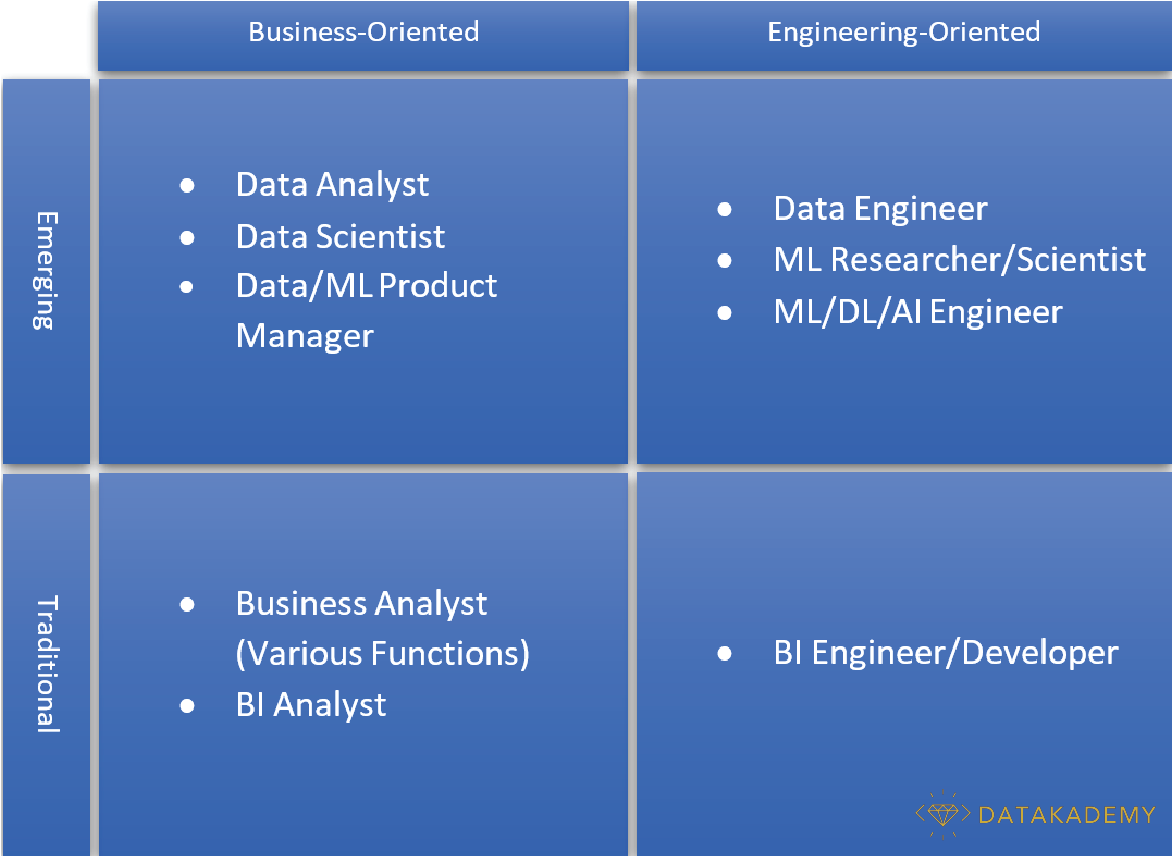 Business-Oriented
Engineering-Oriented
Emerging
• Data Analyst
• Data Scientist
• Data/ML Product
Manager
• Data Engineer
• ML Researcher/Scientist
• ML/DL/AI Engineer
Traditional
• Business Analyst
(Various Functions)
• BI Analyst
• BI Engineer/Developer
DATAKADEMY